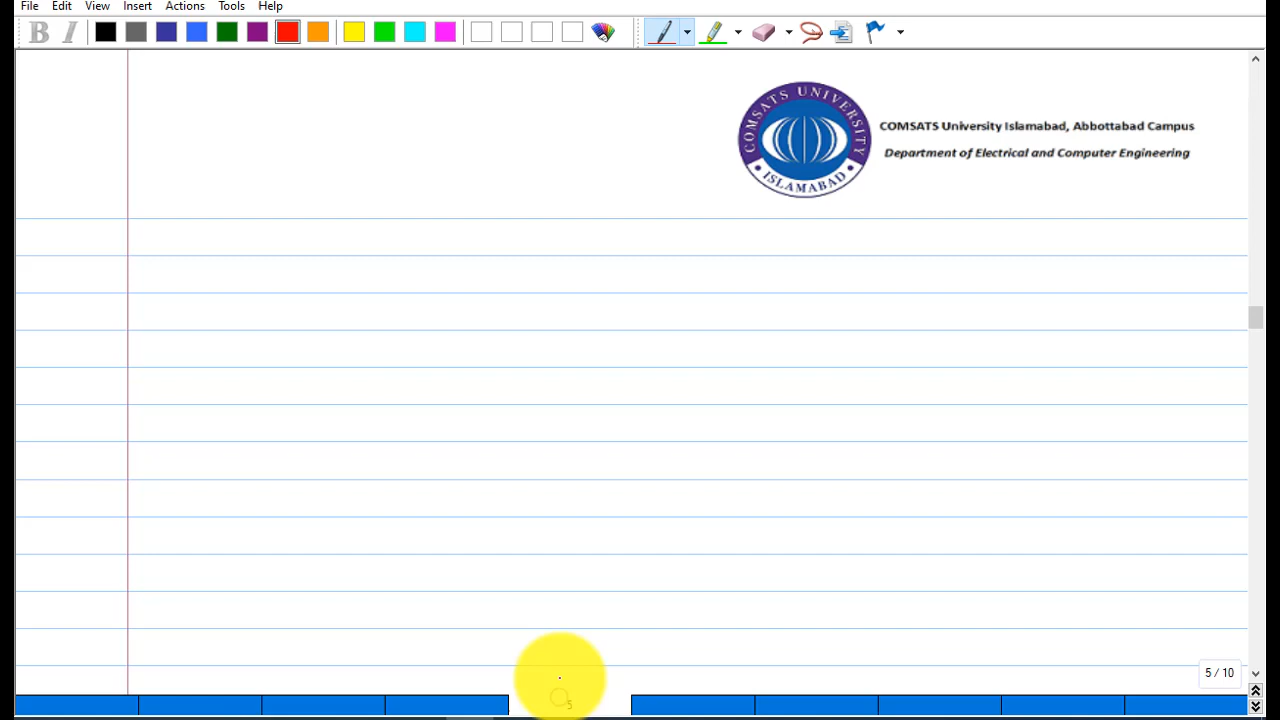 File Edit View Insert Actions Tools Help
B I
COMSATS UNIVERSITY
ISLAMABAD
COMSATS University Islamabad, Abbottabad Campus
Department of Electrical and Computer Engineering
5 / 10
5